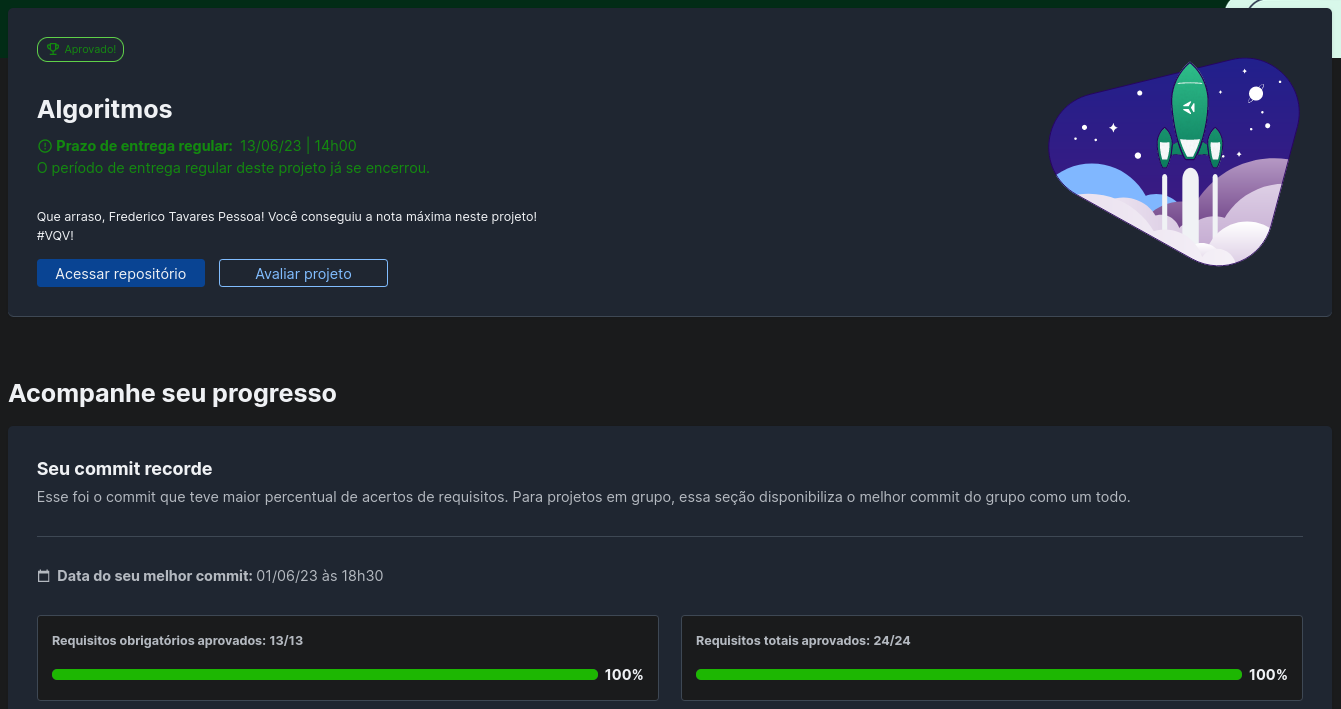 Aprovado!
Algoritmos
Prazo de entrega regular: 13/06/23 | 14h00
O período de entrega regular deste projeto já se encerrou.
Que arraso, Frederico Tavares Pessoa! Você conseguiu a nota máxima neste projeto!
#VQV!
Acessar repositório
Avaliar projeto
Acompanhe seu progresso
Seu commit recorde
Esse foi o commit que teve maior percentual de acertos de requisitos. Para projetos em grupo, essa seção disponibiliza o melhor commit do grupo como um todo.
Data do seu melhor commit: 01/06/23 às 18h30
Requisitos obrigatórios aprovados: 13/13
100%
Requisitos totais aprovados: 24/24
100%